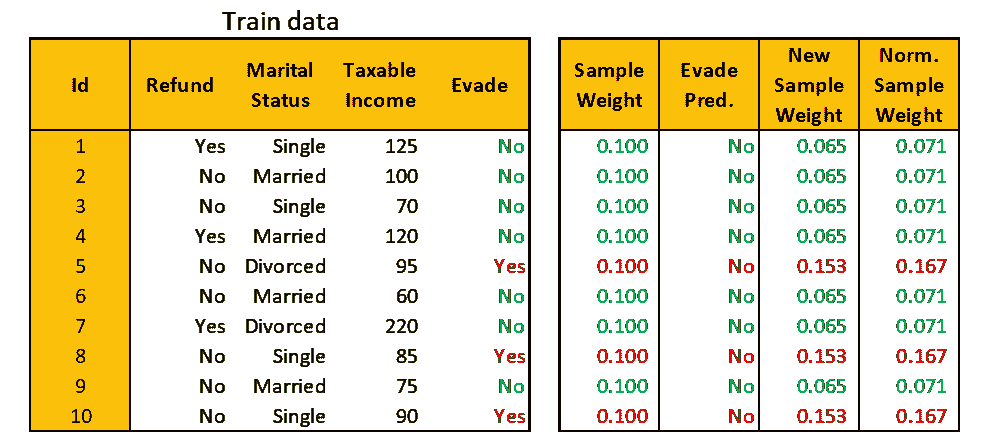 Train data
Id Refund Marital Status Taxable Income Evade Sample Weight Evade Pred. New Sample Weight Norm. Sample Weight
1 Yes Single 125 No 0.100 No 0.065 0.071
2 No Married 100 No 0.100 No 0.065 0.071
3 No Single 70 No 0.100 No 0.065 0.071
4 Yes Married 120 No 0.100 No 0.065 0.071
5 No Divorced 95 Yes 0.100 No 0.153 0.167
6 No Married 60 No 0.100 No 0.065 0.071
7 Yes Divorced 220 No 0.100 No 0.065 0.071
8 No Single 85 Yes 0.100 No 0.153 0.167
9 No Married 75 No 0.100 No 0.065 0.071
10 No Single 90 Yes 0.100 No 0.153 0.167